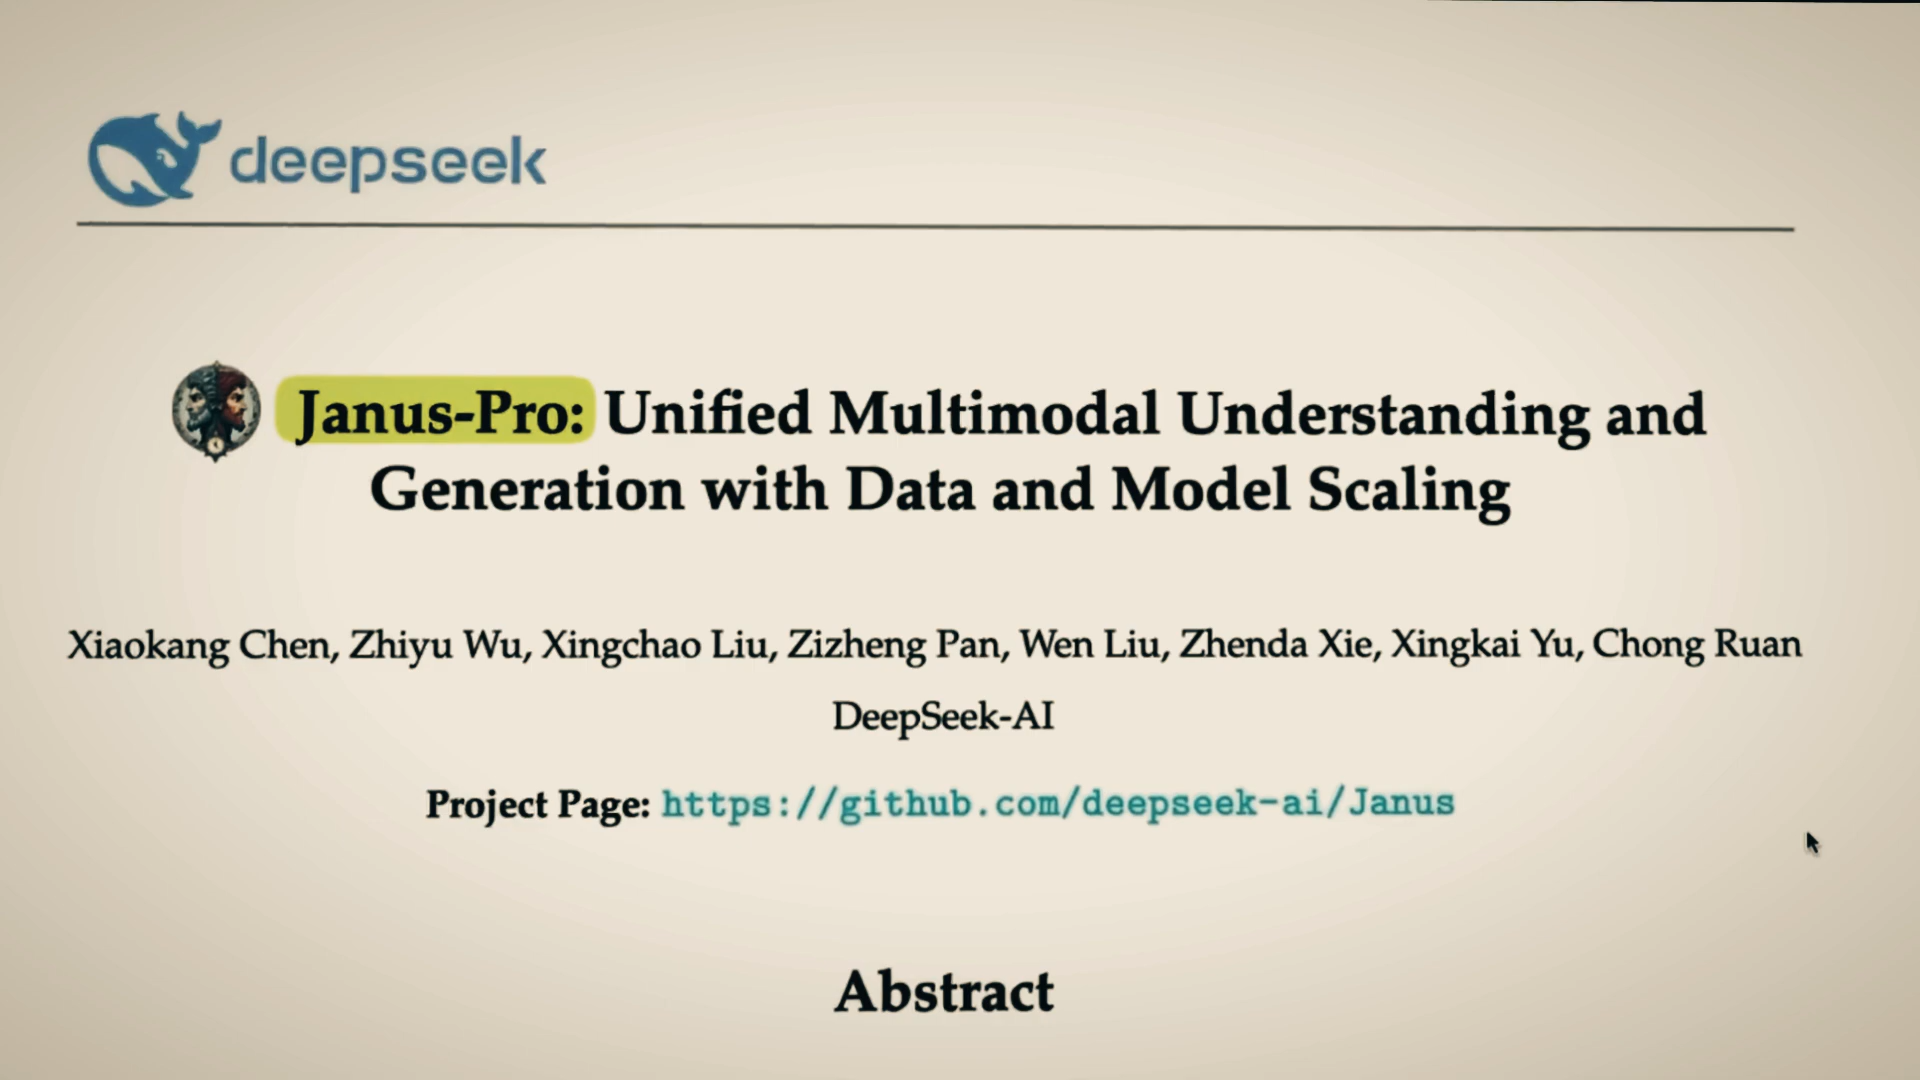 deepseek
Janus-Pro: Unified Multimodal Understanding and
Generation with Data and Model Scaling
Xiaokang Chen, Zhiyu Wu, Xingchao Liu, Zizheng Pan, Wen Liu, Zhenda Xie, Xingkai Yu, Chong Ruan
DeepSeek-AI
Project Page: https://github.com/deepseek-ai/Janus
Abstract